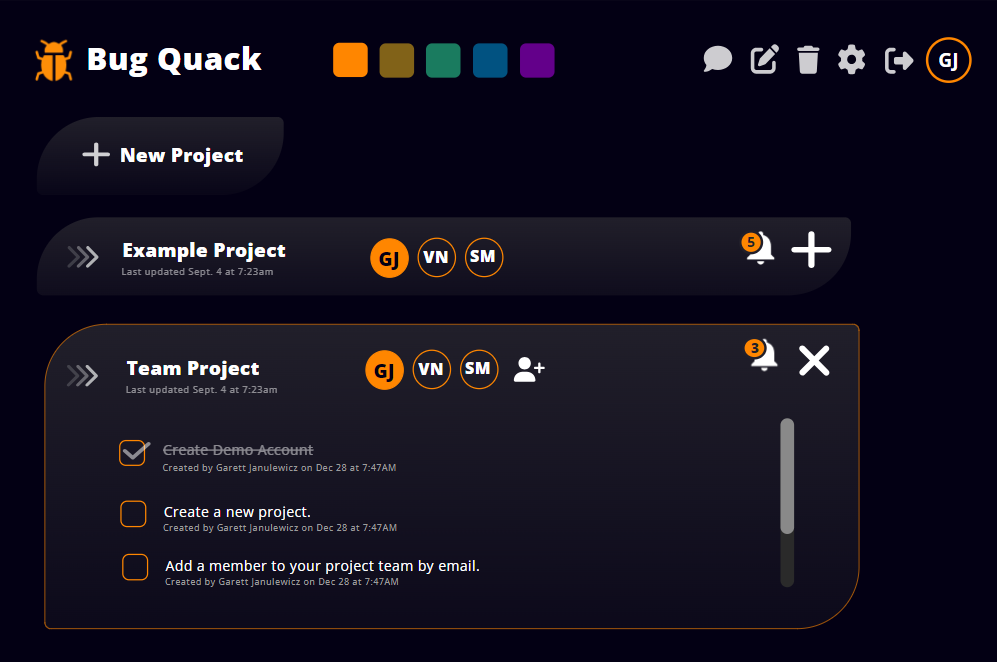 Bug Quack
GJ
New Project
Example Project
Last updated Sept. 4 at 7:23am
GJ
VN
SM
5
Team Project
Last updated Sept. 4 at 7:23am
GJ
VN
SM
3
Create Demo Account
Created by Garett Janulewicz on Dec 28 at 7:47AM
Create a new project.
Created by Garett Janulewicz on Dec 28 at 7:47AM
Add a member to your project team by email.
Created by Garett Janulewicz on Dec 28 at 7:47AM